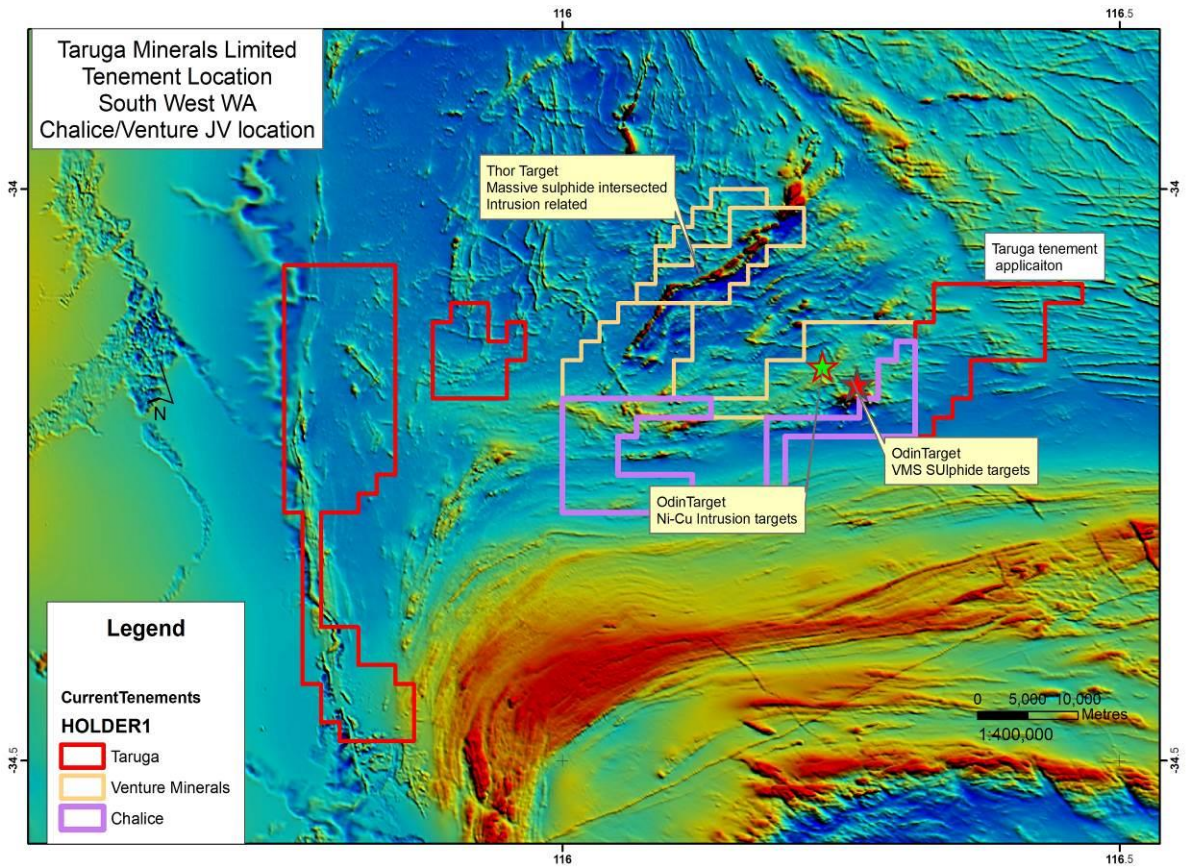 116
116.5
Taruga Minerals Limited
Tenement Location
South West WA
Chalice/Venture JV location
-34
-34
Thor Target
Massive sulphide intersected
Intrusion related
Taruga tenement
applicaiton
N
OdinTarget
VMS SUlphide targets
OdinTarget
Ni-Cu Intrusion targets
Legend
CurrentTenements
HOLDER1
Taruga
Venture Minerals
Chalice
0 5,000 10,000
Metres
1:400,000
-34.5
-34.5
116
116.5